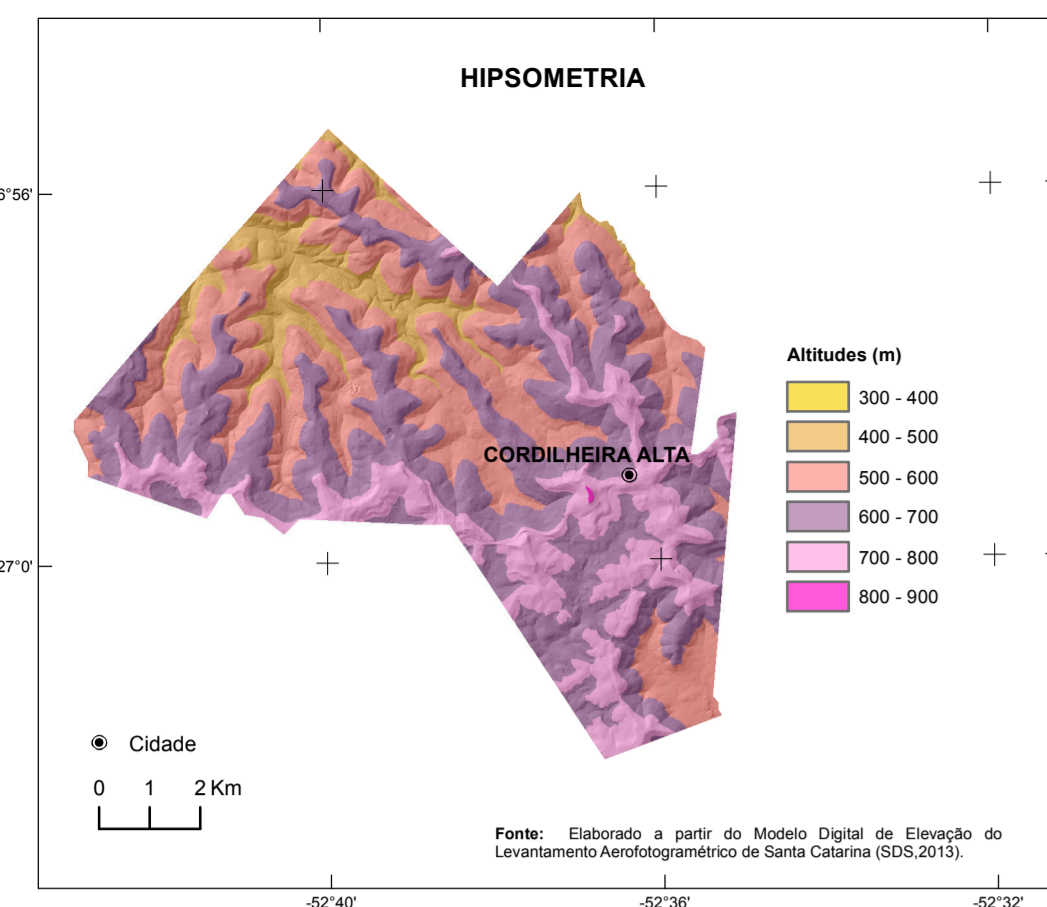 HIPSOMETRIA
6°56'
Altitudes (m)
300 - 400
400 - 500
500 - 600
600 - 700
700 - 800
800 - 900
CORDILHEIRA ALTA
27°0'
Cidade
0 1 2 Km
Fonte: Elaborado a partir do Modelo Digital de Elevação do
Levantamento Aerofotogramétrico de Santa Catarina (SDS,2013).
-52°40' -52°36' -52°32'